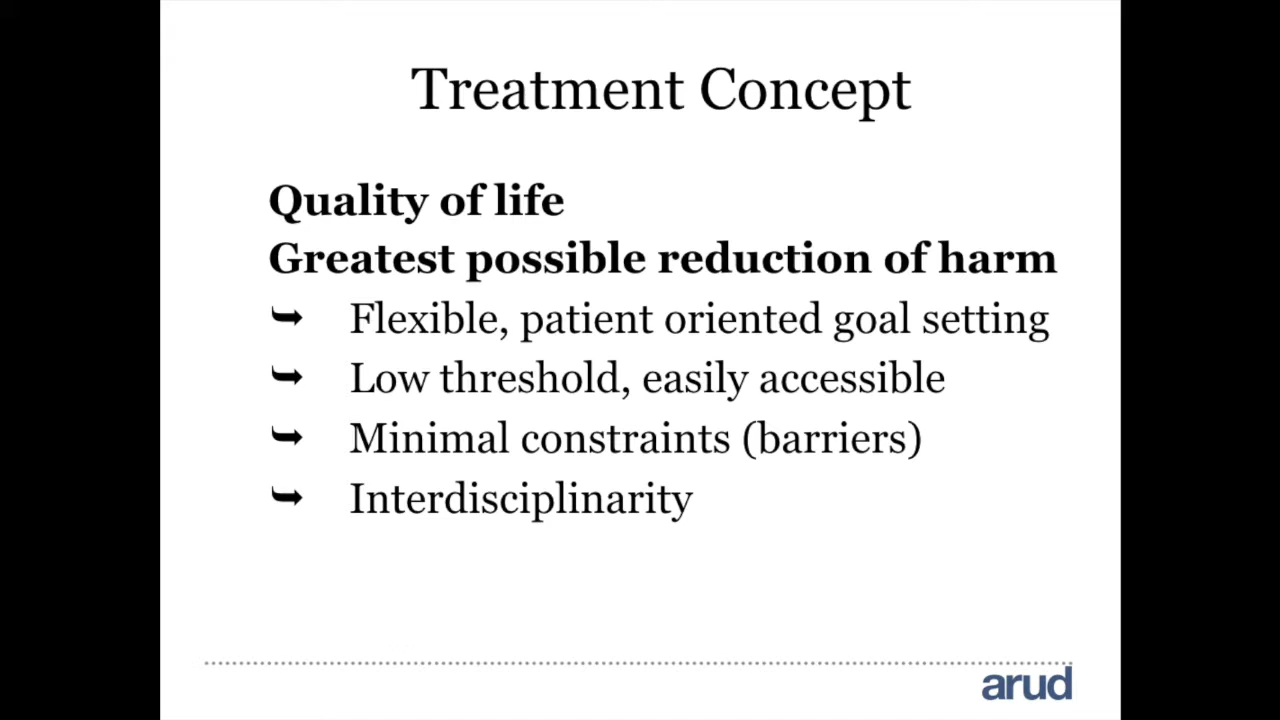 Treatment Concept
Quality of life
Greatest possible reduction of harm
➥ Flexible, patient oriented goal setting
➥ Low threshold, easily accessible
➥ Minimal constraints (barriers)
➥ Interdisciplinarity
arud